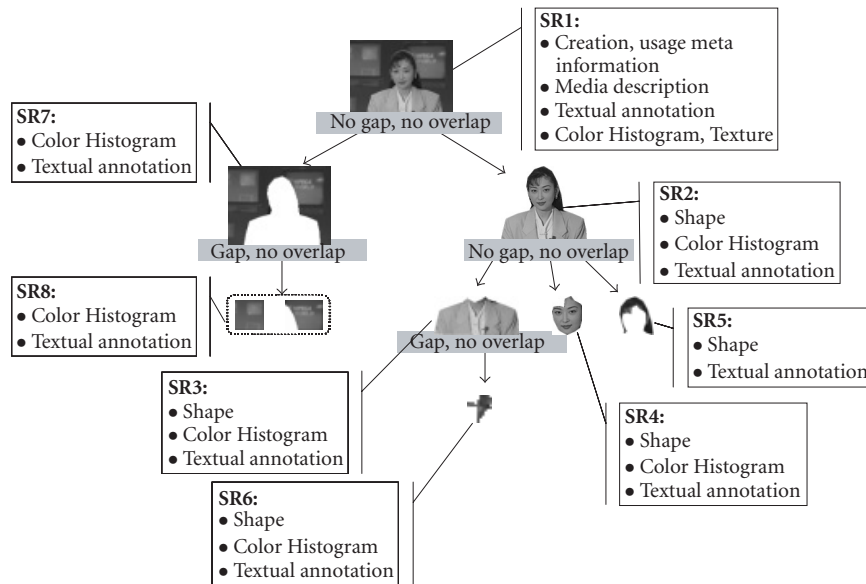 SR1:
• Creation, usage meta
information
• Media description
• Textual annotation
• Color Histogram, Texture
No gap, no overlap
SR7:
• Color Histogram
• Textual annotation
SR2:
• Shape
• Color Histogram
• Textual annotation
Gap, no overlap
No gap, no overlap
SR8:
• Color Histogram
• Textual annotation
Gap, no overlap
SR5:
• Shape
• Textual annotation
SR3:
• Shape
• Color Histogram
• Textual annotation
SR4:
• Shape
• Color Histogram
• Textual annotation
SR6:
• Shape
• Color Histogram
• Textual annotation